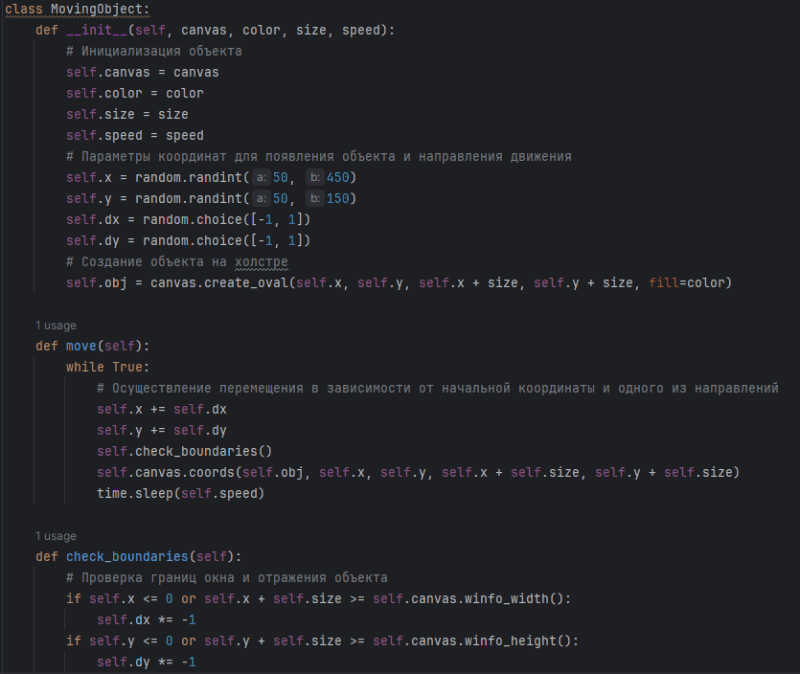 class MovingObject:
    def __init__(self, canvas, color, size, speed):
        # Инициализация объекта
        self.canvas = canvas
        self.color = color
        self.size = size
        self.speed = speed
        # Параметры координат для появления объекта и направления движения
        self.x = random.randint( a: 50, b: 450)
        self.y = random.randint( a: 50, b: 150)
        self.dx = random.choice([-1, 1])
        self.dy = random.choice([-1, 1])
        # Создание объекта на холстре
        self.obj = canvas.create_oval(self.x, self.y, self.x + size, self.y + size, fill=color)
    1 usage
    def move(self):
        while True:
            # Осуществление перемещения в зависимости от начальной координаты и одного из направлений
            self.x += self.dx
            self.y += self.dy
            self.check_boundaries()
            self.canvas.coords(self.obj, self.x, self.y, self.x + self.size, self.y + self.size)
            time.sleep(self.speed)
    1 usage
    def check_boundaries(self):
        # Проверка границ окна и отражения объекта
        if self.x <= 0 or self.x + self.size >= self.canvas.winfo_width():
            self.dx *= -1
        if self.y <= 0 or self.y + self.size >= self.canvas.winfo_height():
            self.dy *= -1